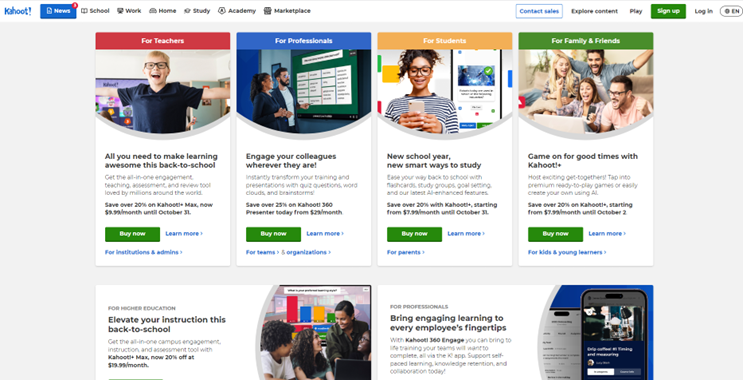 Kahoot!
News
School
Work
Home
Study
Academy
Marketplace
Contact sales
Explore content
Play
Sign up
Log in
EN
For Teachers
All you need to make learning
awesome this back-to-school
Get the all-in-one engagement,
teaching, assessment, and review tool
loved by millions around the world.
Save over 20% on Kahoot!+ Max, now
$9.99/month until October 31.
Buy now
Learn more >
For institutions & admins >
For Professionals
Engage your colleagues
wherever they are!
Instantly transform your training and
presentations with quiz questions, word
clouds, and brainstorms!
Save over 25% on Kahoot! 360
Presenter today from $29/month
Buy now
Learn more >
For teams > & organizations >
For Students
New school year,
new smart ways to study
Ease your way back to school with
flashcards, study groups, goal setting,
and our latest AI-enhanced features.
Save over 20% with Kahoot!+, starting
from $7.99/month until October 31.
Buy now
Learn more >
For parents >
For Family & Friends
Game on for good times with
Kahoot!+
Host exciting get-together! Tap into
premium ready-to-play games or easily
create your own using AI.
Save over 20% on Kahoot!+, starting
from $7.99/month until October 2
Buy now
Learn more >
For kids & young learners >
FOR HIGHER EDUCATION
Elevate your instruction this
back-to-school
Get the all-in-one campus engagement,
instruction, and assessment tool with
Kahoot!+ Max, now 20% off at
$19.99/month.
FOR PROFESSIONALS
Bring engaging learning to
every employee's fingertips
With Kahoot! 360 Engage you can bring to
life training your teams will want to
complete, all via the K! app. Support self-
paced learning, knowledge retention, and
collaboration today!
Drip coffee K! Timing
and measuring